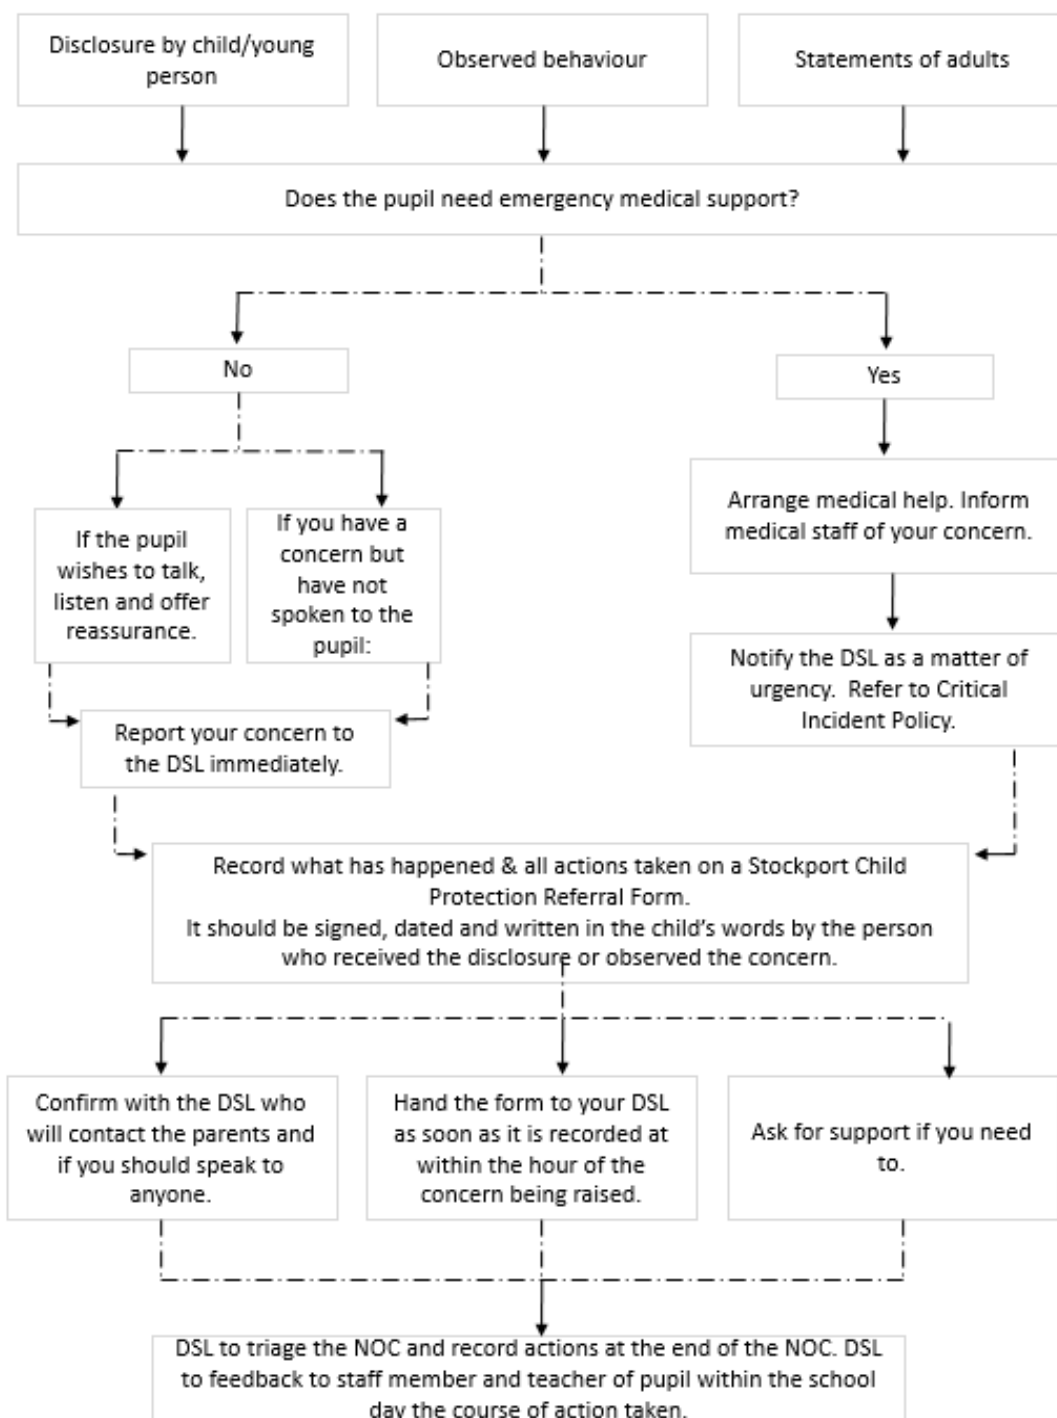 Disclosure by child/young
person
Observed behaviour
Statements of adults
Does the pupil need emergency medical support?
No
Yes
If the pupil
wishes to talk,
listen and offer
reassurance.
If you have a
concern but
have not
spoken to the
pupil:
Arrange medical help. Inform
medical staff of your concern.
Notify the DSL as a matter of
urgency. Refer to Critical
Incident Policy.
Report your concern to
the DSL immediately.
Record what has happened & all actions taken on a Stockport Child
Protection Referral Form.
It should be signed, dated and written in the child's words by the person
who received the disclosure or observed the concern.
Confirm with the DSL who
will contact the parents and
if you should speak to
anyone.
Hand the form to your DSL
as soon as it is recorded at
within the hour of the
concern being raised.
Ask for support if you need
to.
DSL to triage the NOC and record actions at the end of the NOC. DSL
to feedback to staff member and teacher of pupil within the school
day the course of action taken.